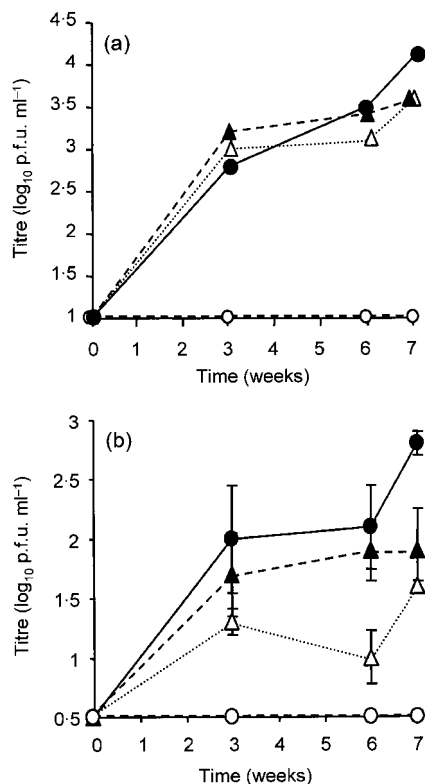 (a)
Titre (log₁₀ p.f.u. ml⁻¹)
4·5
4
3·5
3
2·5
2
1·5
1
0 1 2 3 4 5 6 7
Time (weeks)
(b)
Titre (log₁₀ p.f.u. ml⁻¹)
3
2·5
2
1·5
1
0·5
0 1 2 3 4 5 6 7
Time (weeks)